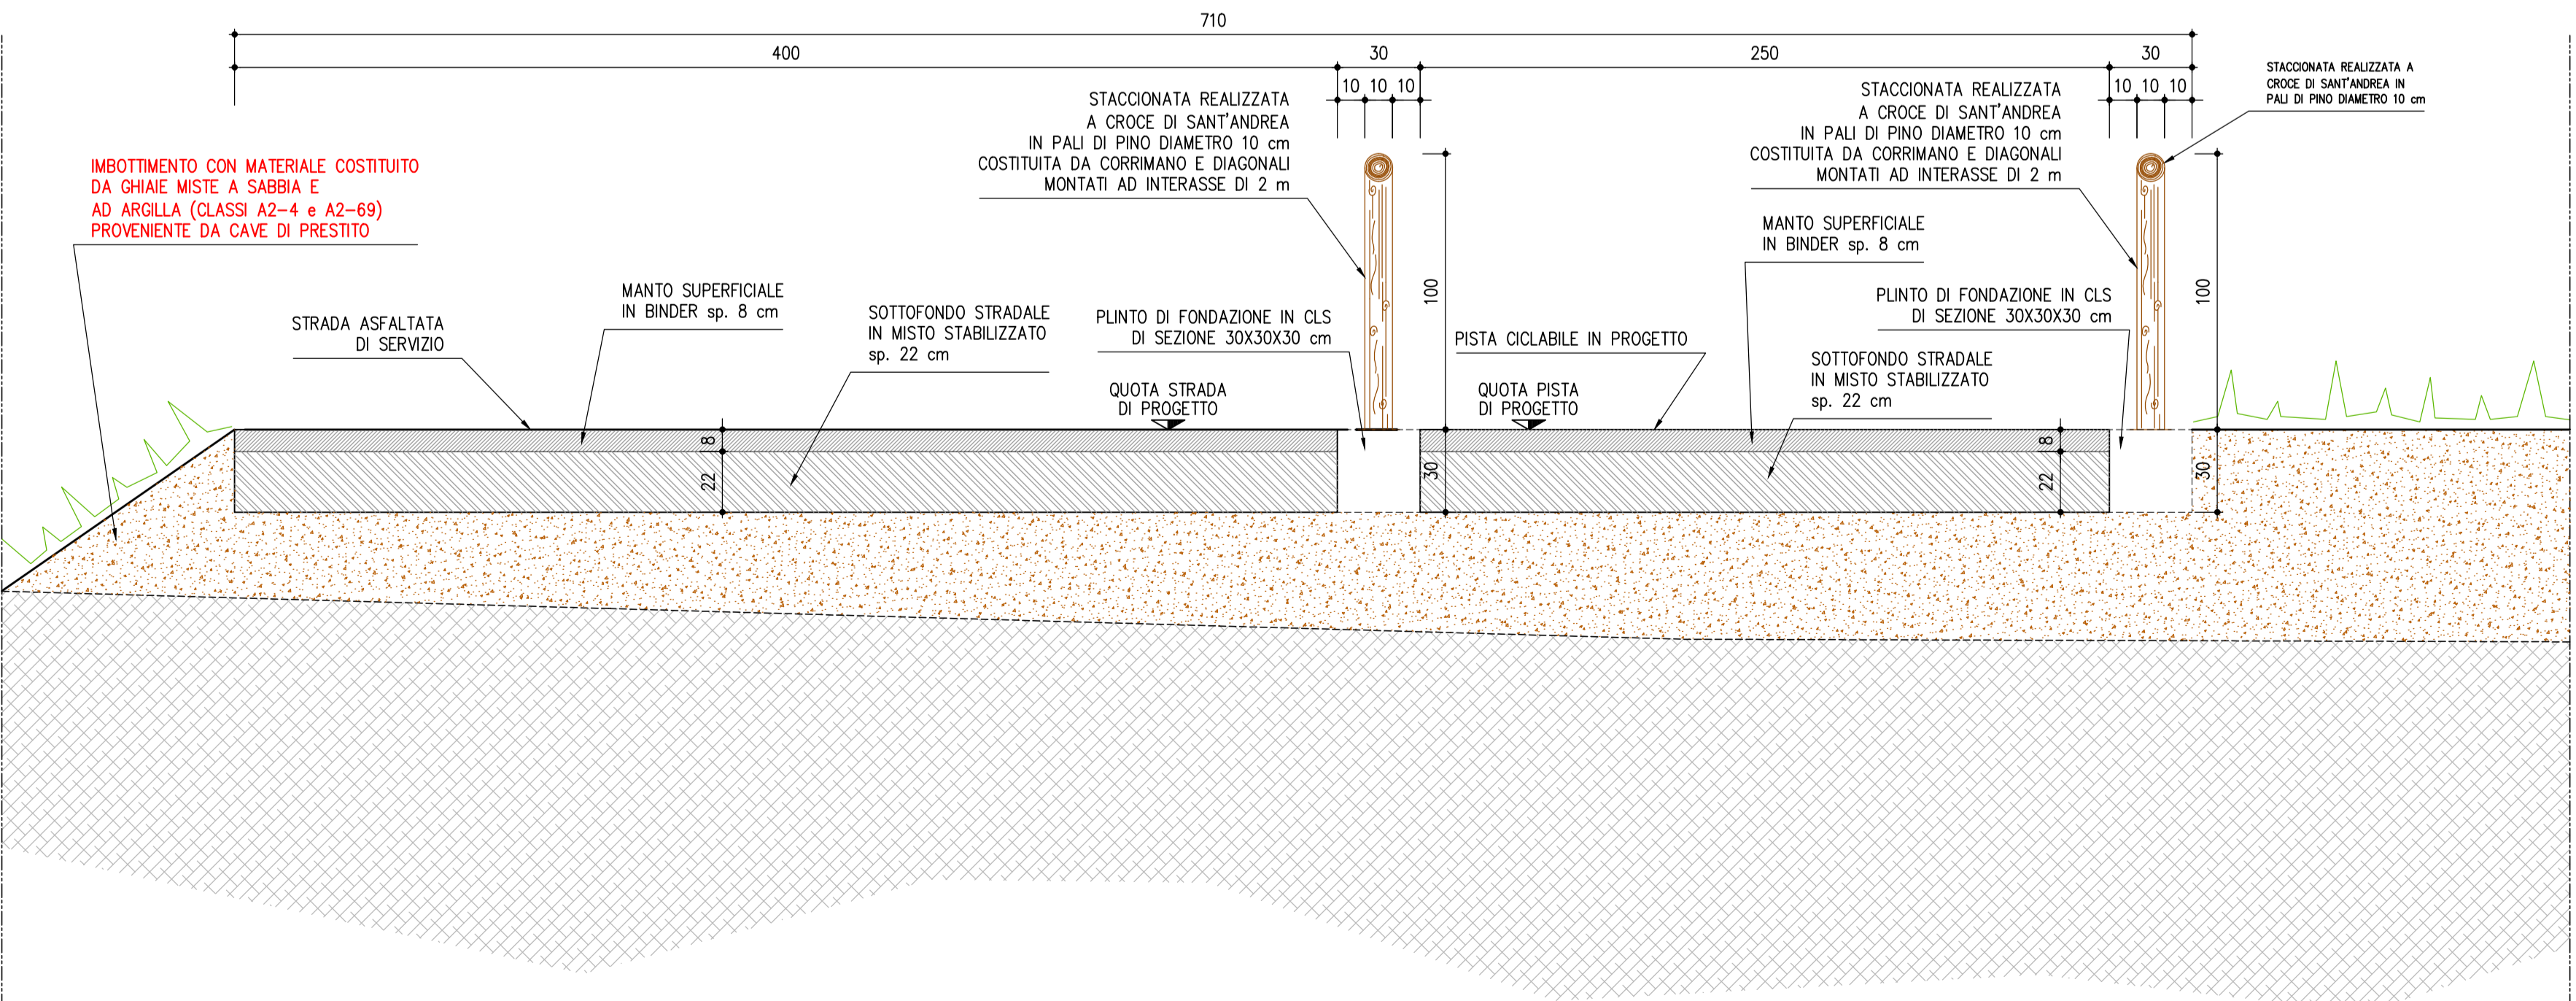 710
400
30
250
30
10 10 10
10 10 10
STACCIONATA REALIZZATA A
CROCE DI SANT'ANDREA IN
PALI DI PINO DIAMETRO 10 cm
STACCIONATA REALIZZATA
A CROCE DI SANT'ANDREA
IN PALI DI PINO DIAMETRO 10 cm
COSTITUITA DA CORRIMANO E DIAGONALI
MONTATI AD INTERASSE DI 2 m
STACCIONATA REALIZZATA
A CROCE DI SANT'ANDREA
IN PALI DI PINO DIAMETRO 10 cm
COSTITUITA DA CORRIMANO E DIAGONALI
MONTATI AD INTERASSE DI 2 m
IMBOTTIMENTO CON MATERIALE COSTITUITO
DA GHIAIE MISTE A SABBIA E
AD ARGILLA (CLASSI A2-4 e A2-69)
PROVENIENTE DA CAVE DI PRESTITO
STRADA ASFALTATA
DI SERVIZIO
MANTO SUPERFICIALE
IN BINDER sp. 8 cm
SOTTOFONDO STRADALE
IN MISTO STABILIZZATO
sp. 22 cm
PLINTO DI FONDAZIONE IN CLS
DI SEZIONE 30X30X30 cm
QUOTA STRADA
DI PROGETTO
100
PISTA CICLABILE IN PROGETTO
QUOTA PISTA
DI PROGETTO
MANTO SUPERFICIALE
IN BINDER sp. 8 cm
PLINTO DI FONDAZIONE IN CLS
DI SEZIONE 30X30X30 cm
SOTTOFONDO STRADALE
IN MISTO STABILIZZATO
sp. 22 cm
100
8
22
30
8
22
30